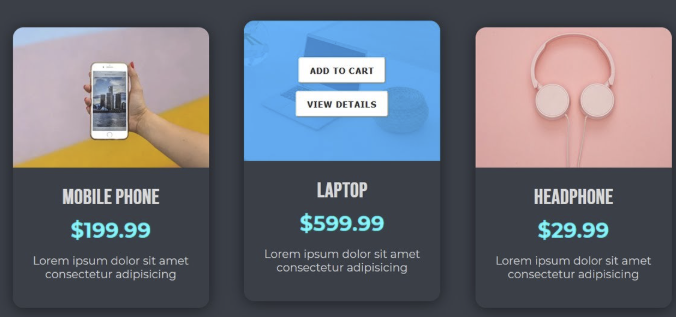 MOBILE PHONE
$199.99
Lorem ipsum dolor sit amet
consectetur adipisicing
ADD TO CART
VIEW DETAILS
LAPTOP
$599.99
Lorem ipsum dolor sit amet
consectetur adipisicing
HEADPHONE
$29.99
Lorem ipsum dolor sit amet
consectetur adipisicing